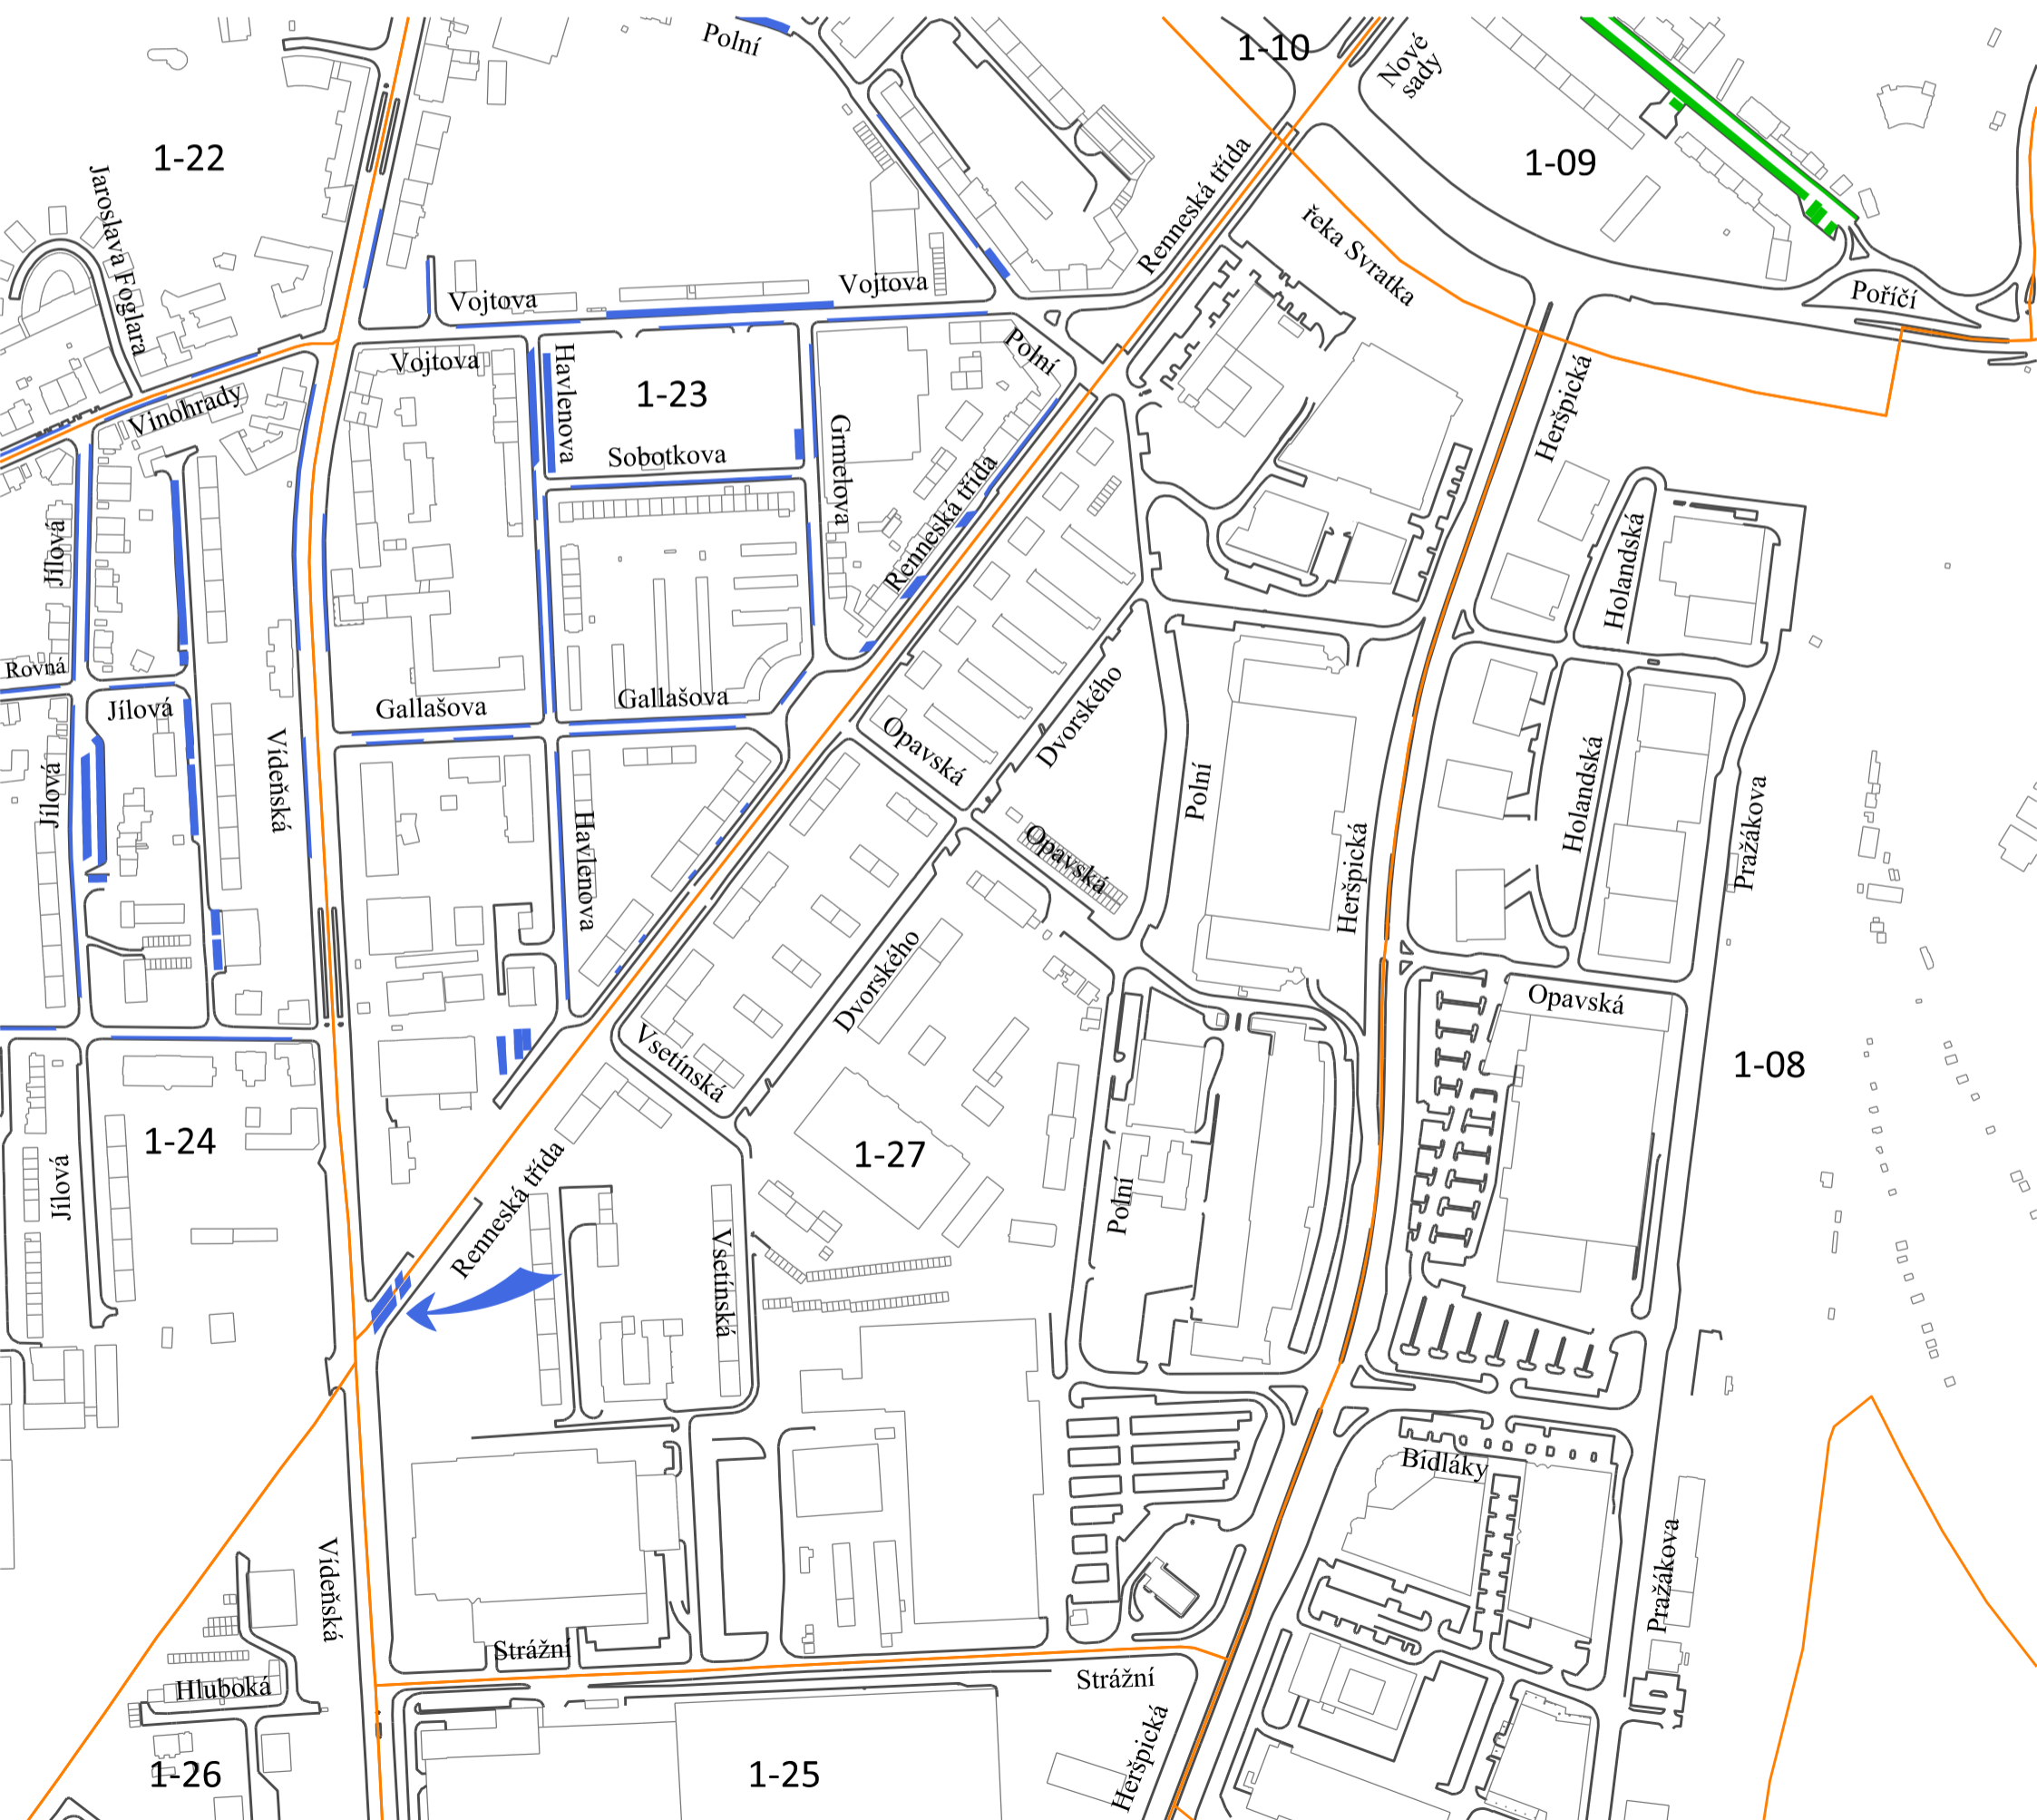 Polní
1-10
Nové
sady
1-22
1-09
Jaroslava Foglara
Renneská třída
řeka Svratka
Vojtova
Vojtova
Poříčí
Vojtova
Havlenova
1-23
Polní
Heršpická
Vinohrady
Sobotkova
Grmelova
Renneská třída
Jílová
Holandská
Rovná
Jílová
Gallašova
Gallašova
Dvorského
Opavská
Vídeňská
Jílová
Polní
Holandská
Pražákova
Havlenova
Opavská
Heršpická
Dvorského
Opavská
Vsetínská
1-08
1-24
1-27
Jílová
Renneská třída
Polní
Vsetínská
Bidláky
Vídeňská
Pražákova
Strážní
Strážní
Hluboká
Heršpická
1-26
1-25